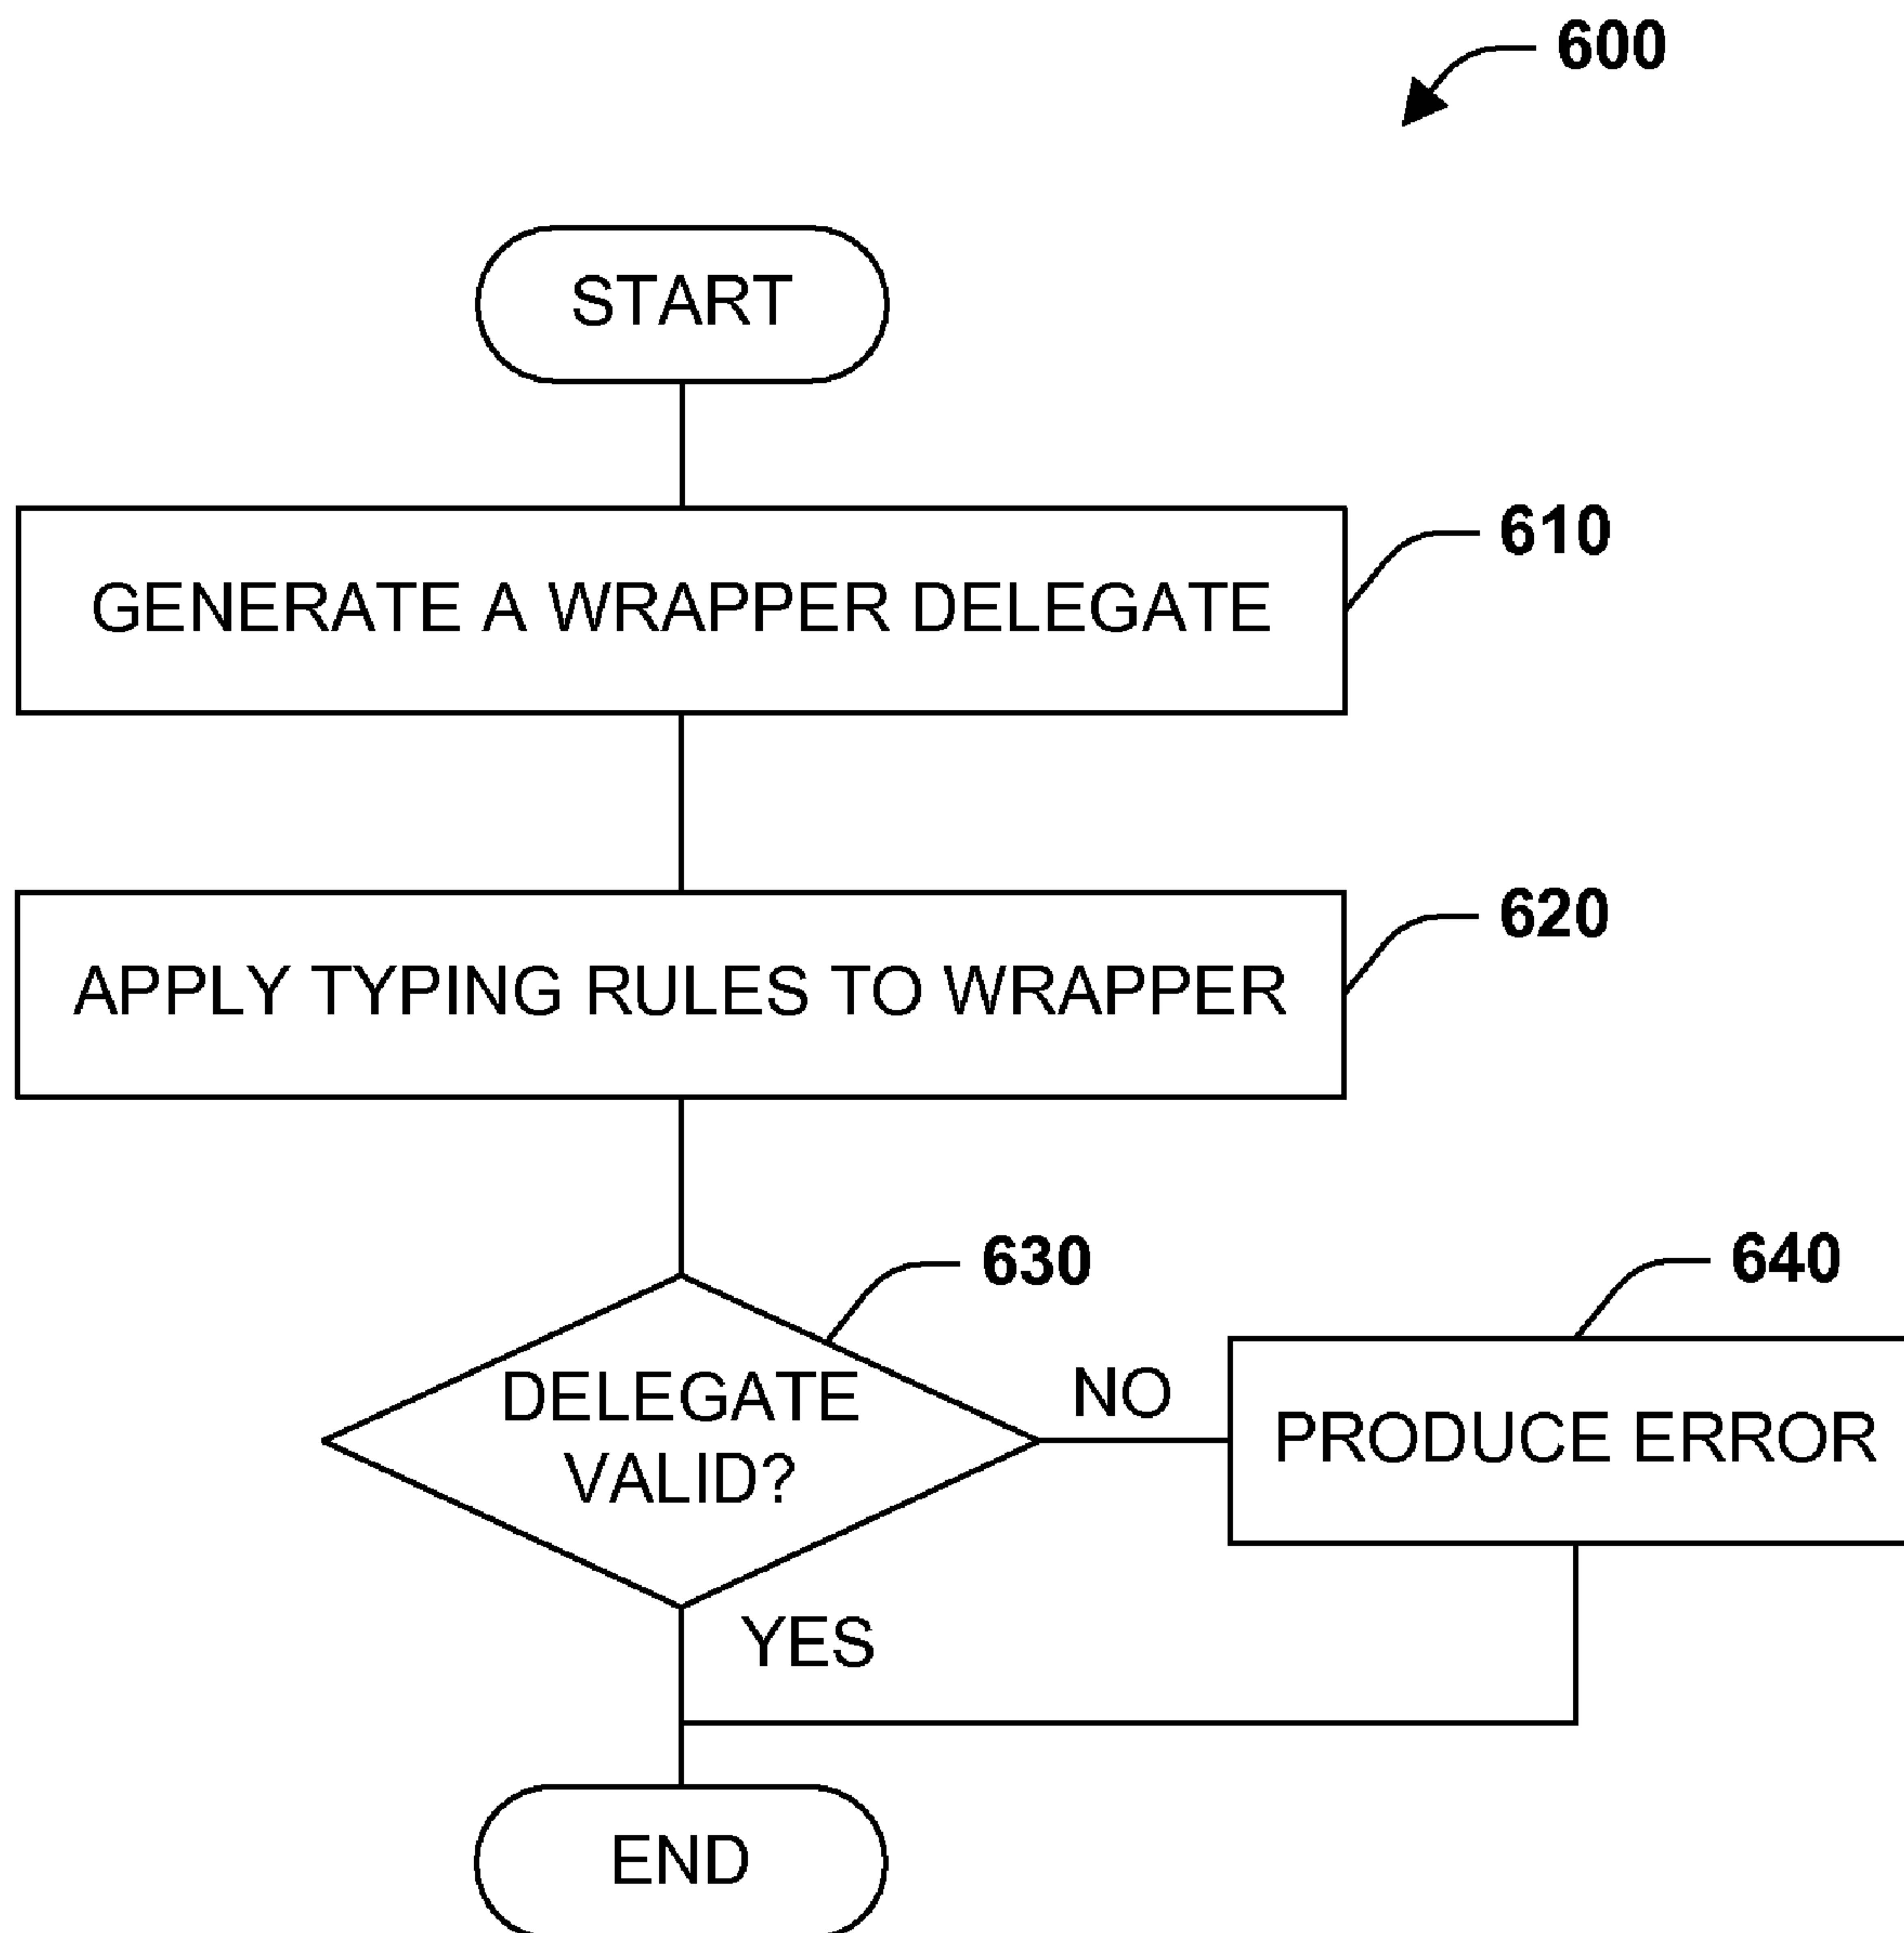 600
START
GENERATE A WRAPPER DELEGATE
610
APPLY TYPING RULES TO WRAPPER
620
630
DELEGATE
VALID?
NO
640
PRODUCE ERROR
YES
END